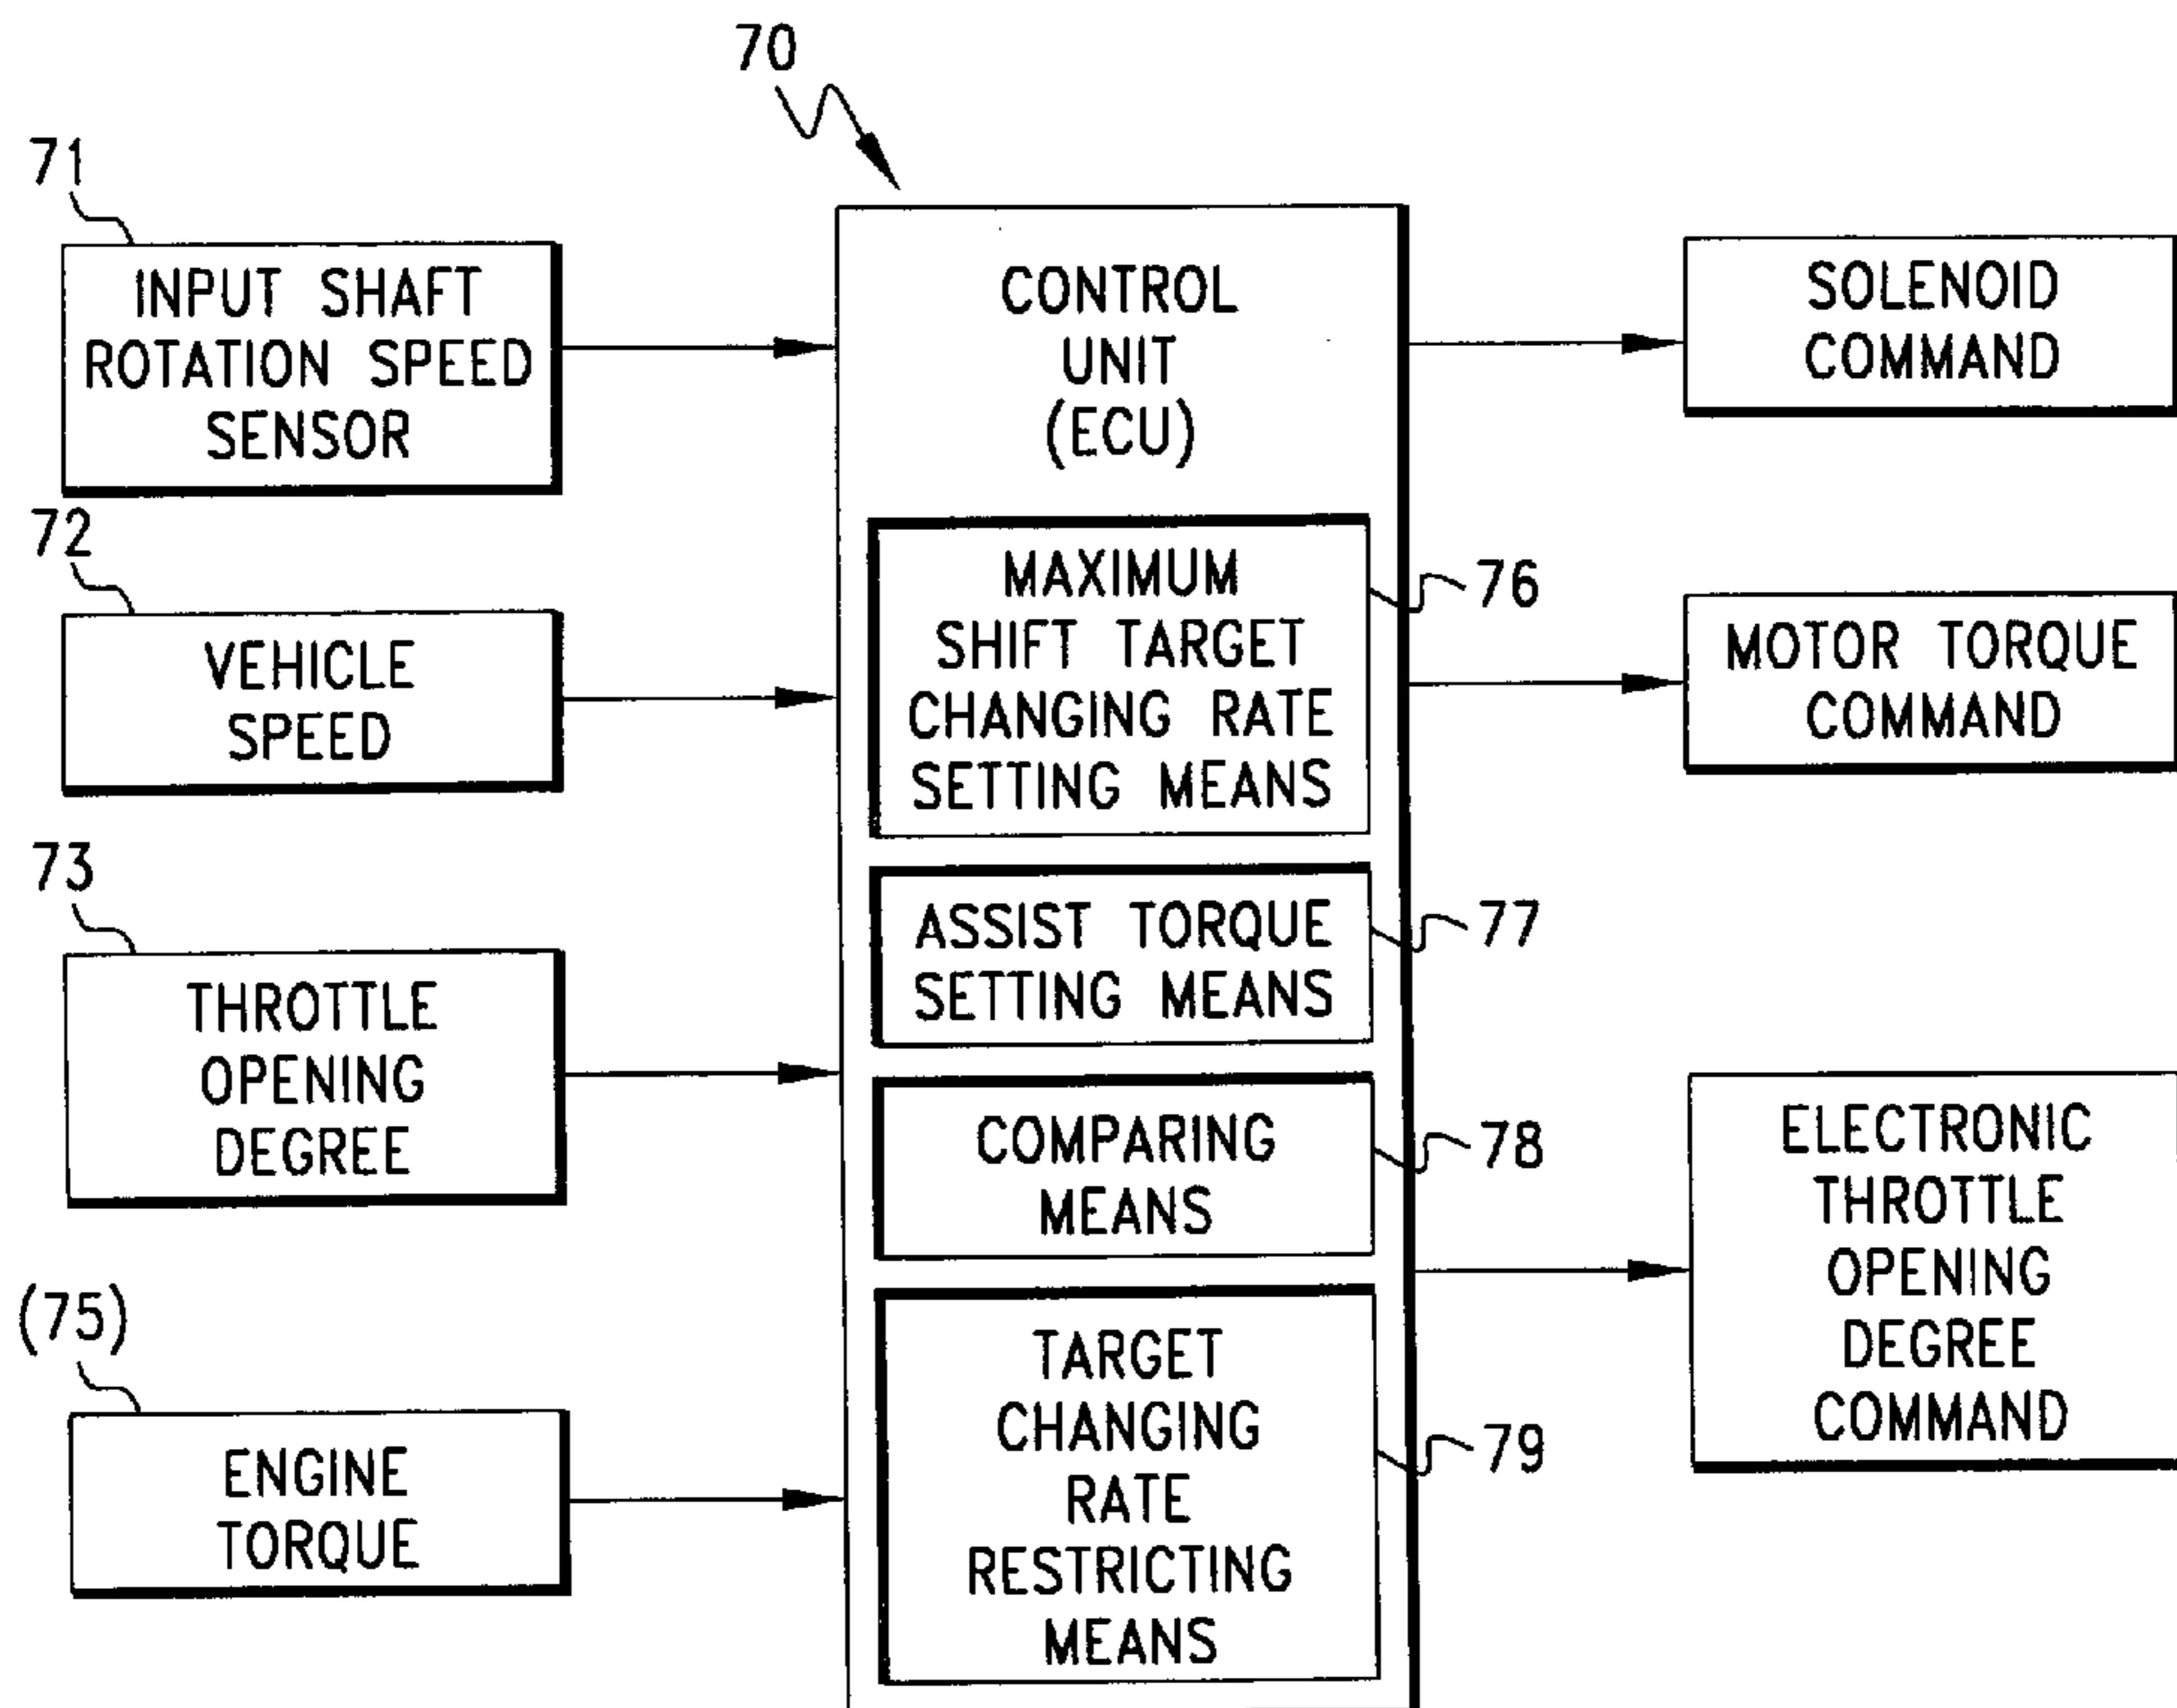 70
71
INPUT SHAFT
ROTATION SPEED
SENSOR
72
VEHICLE
SPEED
73
THROTTLE
OPENING
DEGREE
(75)
ENGINE
TORQUE
CONTROL
UNIT
(ECU)
MAXIMUM
SHIFT TARGET
CHANGING RATE
SETTING MEANS
76
ASSIST TORQUE
SETTING MEANS
77
COMPARING
MEANS
78
TARGET
CHANGING
RATE
RESTRICTING
MEANS
79
SOLENOID
COMMAND
MOTOR TORQUE
COMMAND
ELECTRONIC
THROTTLE
OPENING
DEGREE
COMMAND